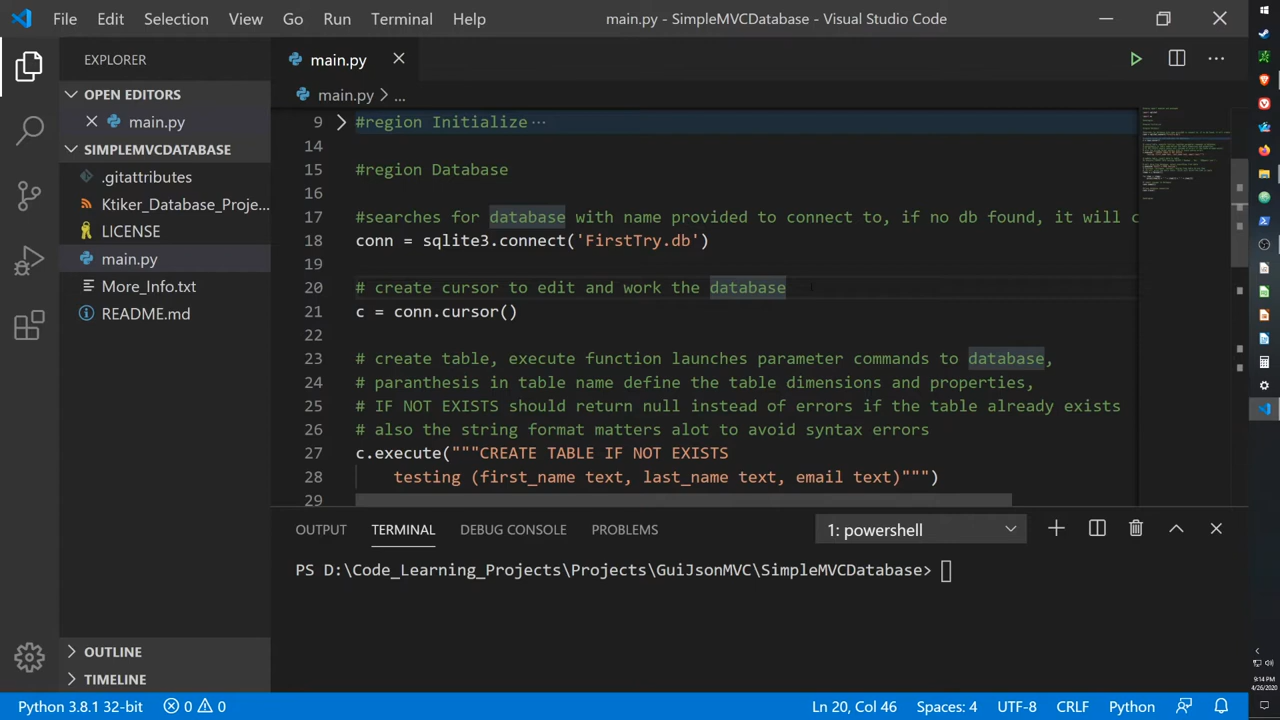 File Edit Selection View Go Run Terminal Help main.py - SimpleMVCDatabase - Visual Studio Code
EXPLORER
main.py
OPEN EDITORS
main.py > ...
main.py
SIMPLEMVCDATABASE
.gitattributes
Ktiker_Database_Proje...
LICENSE
main.py
More_Info.txt
README.md
OUTLINE
TIMELINE
9 #region Initialize ...
14
15 #region Database
16
17 #searches for database with name provided to connect to, if no db found, it will c
18 conn = sqlite3.connect('FirstTry.db')
19
20 # create cursor to edit and work the database
21 c = conn.cursor()
22
23 # create table, execute function launches parameter commands to database,
24 # paranthesis in table name define the table dimensions and properties,
25 # IF NOT EXISTS should return null instead of errors if the table already exists
26 # also the string format matters alot to avoid syntax errors
27 c.execute("""CREATE TABLE IF NOT EXISTS
28 testing (first_name text, last_name text, email text)""")
29
OUTPUT TERMINAL DEBUG CONSOLE PROBLEMS 1: powershell
PS D:\Code_Learning_Projects\Projects\GuiJsonMVC\SimpleMVCDatabase>
Python 3.8.1 32-bit 0 0 Ln 20, Col 46 Spaces: 4 UTF-8 CRLF Python
9:14 PM
4/26/2020